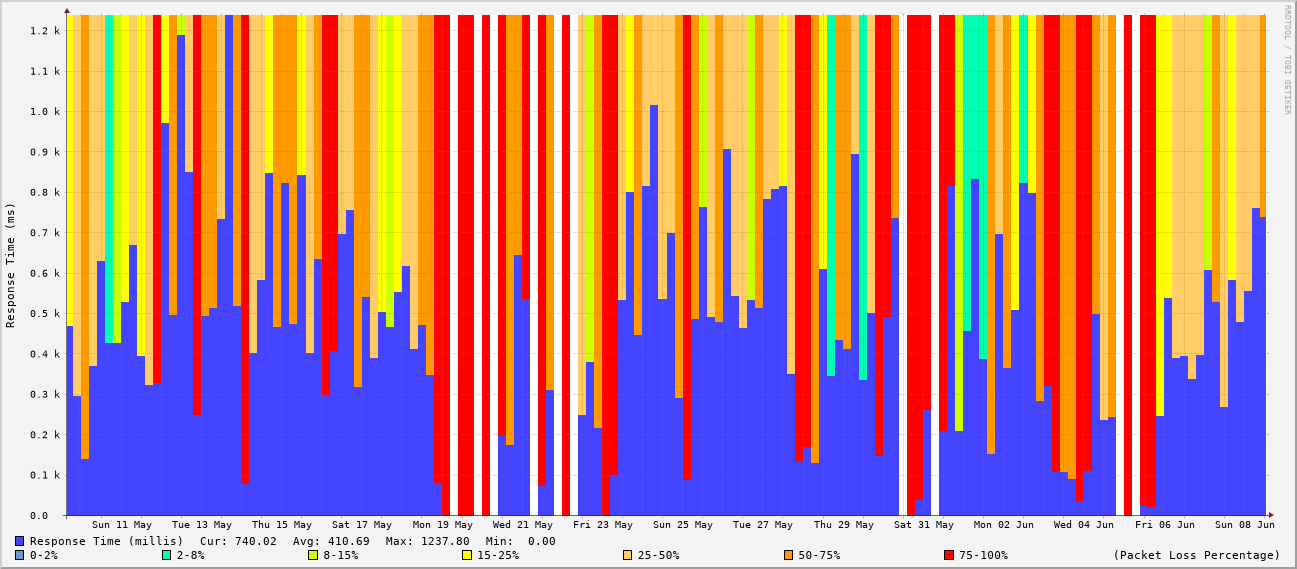 RRDTOOL / TOBI OETIKER
Response Time (ms)
1.2 k
1.1 k
1.0 k
0.9 k
0.8 k
0.7 k
0.6 k
0.5 k
0.4 k
0.3 k
0.2 k
0.1 k
0.0
Sun 11 May Tue 13 May Thu 15 May Sat 17 May Mon 19 May Wed 21 May Fri 23 May Sun 25 May Tue 27 May Thu 29 May Sat 31 May Mon 02 Jun Wed 04 Jun Fri 06 Jun Sun 08 Jun
Response Time (millis) Cur: 740.02 Avg: 410.69 Max: 1237.80 Min: 0.00
0-2% 2-8% 8-15% 15-25% 25-50% 50-75% 75-100% (Packet Loss Percentage)